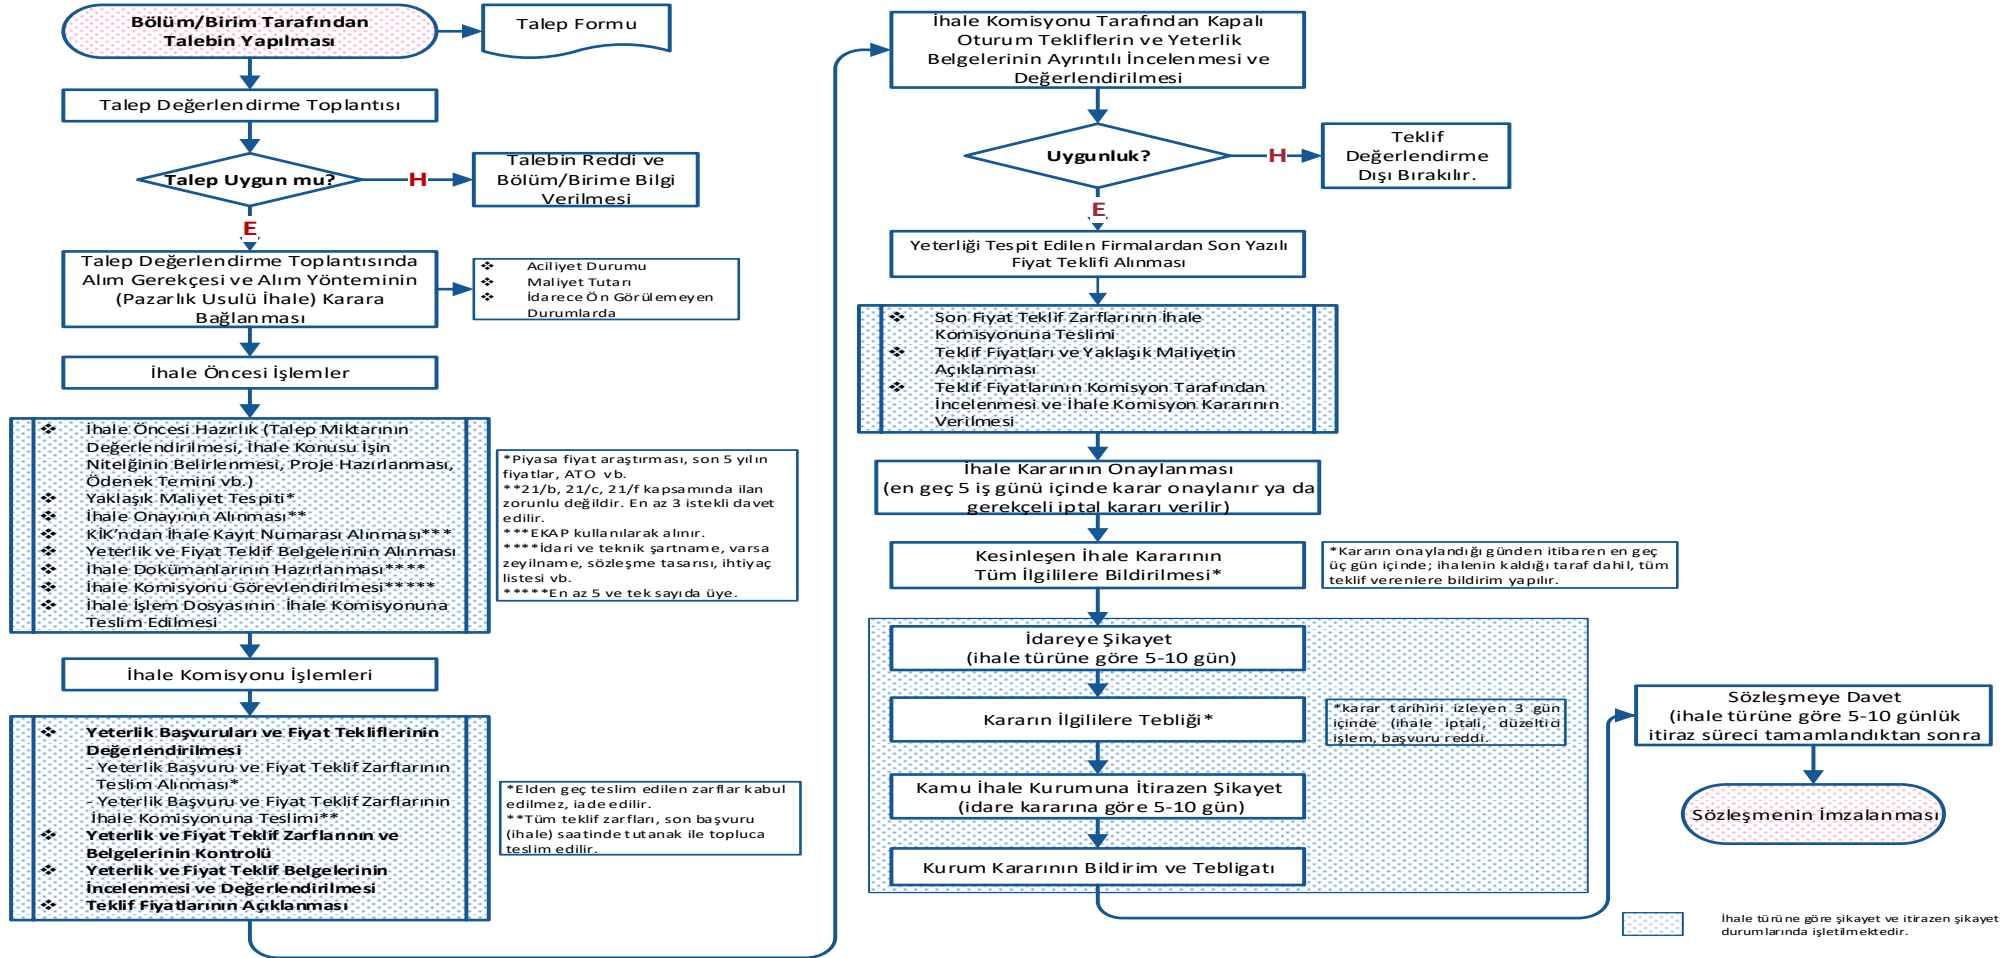 Bölüm/Birim Tarafından
Talebin Yapılması
Talep Formu
Talep Değerlendirme Toplantısı
Talep Uygun mu?
H
Talebin Reddi ve
Bölüm/Birime Bilgi
Verilmesi
E
Talep Değerlendirme Toplantısında
Alım Gerekçesi ve Alım Yönteminin
(Pazarlık Usulü İhale) Karara
Bağlanması
❖ Aciliyet Durumu
❖ Maliyet Tutarı
❖ İdarece Ön Görülemeyen
Durumlarda
İhale Öncesi İşlemler
❖ İhale Öncesi Hazırlık (Talep Miktarının
Değerlendirilmesi, İhale Konusu İşin
Nitelğinin Belirlenmesi, Proje Hazırlanması,
Ödenek Temini vb.)
❖ Yaklaşık Maliyet Tespiti*
❖ İhale Onayının Alınması**
❖ KİK’ndan İhale Kayıt Numarası Alınması***
❖ Yeterlik ve Fiyat Teklif Belgelerinin Alınması
❖ İhale Dokümanlarının Hazırlanması****
❖ İhale Komisyonu Görevlendirilmesi*****
❖ İhale İşlem Dosyasının İhale Komisyonuna
Teslim Edilmesi
*Piyasa fiyat araştırması, son 5 yılın
fiyatlar, ATO vb.
**21/b, 21/c, 21/f kapsamında ilan
zorunlu değildir. En az 3 istekli davet
edilir.
***EKAP kullanılarak alınır.
****İdari ve teknik şartname, varsa
zeyilname, sözleşme tasarısı, ihtiyaç
listesi vb.
*****En az 5 ve tek sayıda üye.
İhale Komisyonu İşlemleri
❖ Yeterlik Başvuruları ve Fiyat Tekliflerinin
Değerlendirilmesi
- Yeterlik Başvuru ve Fiyat Teklif Zarflarının
Teslim Alınması*
- Yeterlik Başvuru ve Fiyat Teklif Zarflarının
İhale Komisyonuna Teslimi**
❖ Yeterlik ve Fiyat Teklif Zarflarının ve
Belgelerinin Kontrolü
❖ Yeterlik ve Fiyat Teklif Belgelerinin
İncelenmesi ve Değerlendirilmesi
❖ Teklif Fiyatlarının Açıklanması
*Elden geç teslim edilen zarflar kabul
edilmez, iade edilir.
**Tüm teklif zarfları, son başvuru
(ihale) saatinde tutanak ile topluca
teslim edilir.
İhale Komisyonu Tarafından Kapalı
Oturum Tekliflerin ve Yeterlik
Belgelerinin Ayrıntılı İncelenmesi ve
Değerlendirilmesi
Uygunluk?
H
Teklif
Değerlendirme
Dışı Bırakılır.
E
Yeterliği Tespit Edilen Firmalardan Son Yazılı
Fiyat Teklifi Alınması
❖ Son Fiyat Teklif Zarflarının İhale
Komisyonuna Teslimi
❖ Teklif Fiyatları ve Yaklaşık Maliyetin
Açıklanması
❖ Teklif Fiyatlarının Komisyon Tarafından
İncelenmesi ve İhale Komisyon Kararının
Verilmesi
İhale Kararının Onaylanması
(en geç 5 iş günü içinde karar onaylanır ya da
gerekçeli iptal kararı verilir)
Kesinleşen İhale Kararının
Tüm İlgililere Bildirilmesi*
*Kararın onaylandığı günden itibaren en geç
üç gün içinde; ihalenin kaldığı taraf dahil, tüm
teklif verenlere bildirim yapılır.
İdareye Şikayet
(ihale türüne göre 5-10 gün)
Kararın İlgililere Tebliği*
*karar tarihini izleyen 3 gün
içinde (ihale iptali, düzeltici
işlem, başvuru reddi.
Kamu İhale Kurumuna İtirazen Şikayet
(idare kararına göre 5-10 gün)
Kurum Kararının Bildirim ve Tebligatı
Sözleşmeye Davet
(ihale türüne göre 5-10 günlük
itiraz süreci tamamlandıktan sonra
Sözleşmenin İmzalanması
İhale türüne göre şikayet ve itirazen şikayet
durumlarında işletilmektedir.